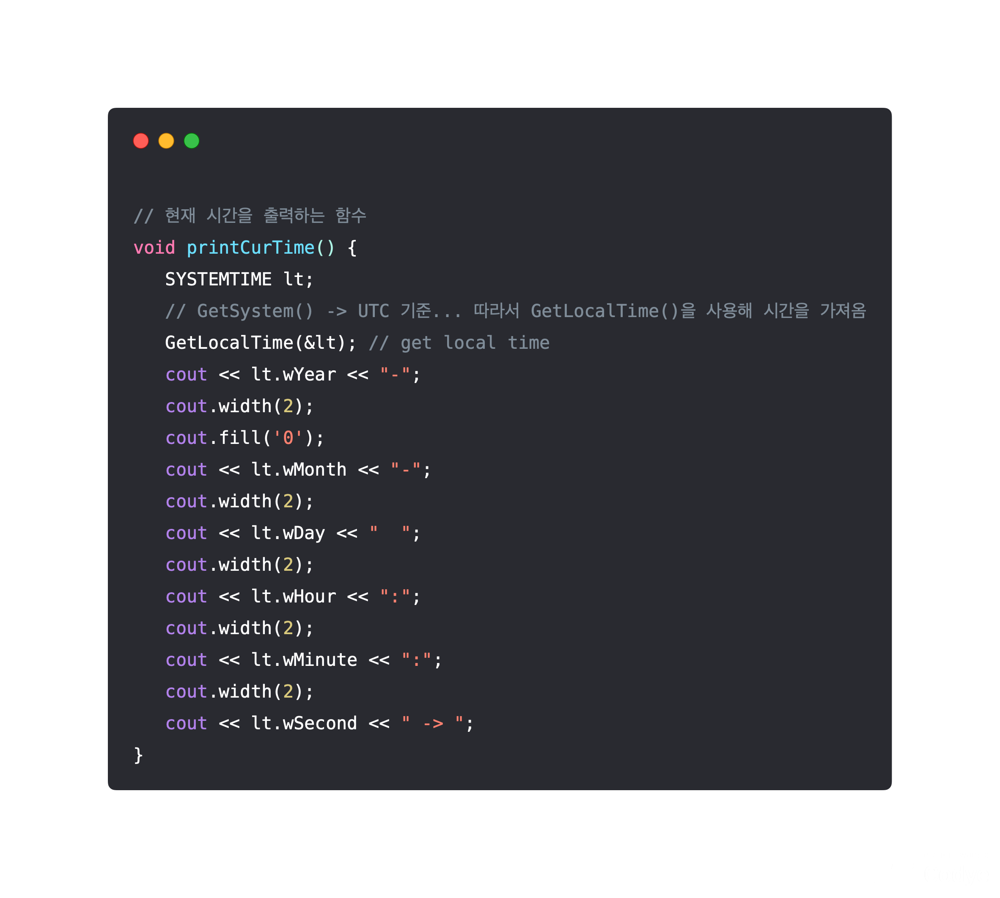 // 현재 시간을 출력하는 함수
void printCurTime() {
   SYSTEMTIME lt;
   // GetSystem() -> UTC 기준... 따라서 GetLocalTime()을 사용해 시간을 가져옴
   GetLocalTime(&lt); // get local time
   cout << lt.wYear << "-";
   cout.width(2);
   cout.fill('0');
   cout << lt.wMonth << "-";
   cout.width(2);
   cout << lt.wDay << "  ";
   cout.width(2);
   cout << lt.wHour << ":";
   cout.width(2);
   cout << lt.wMinute << ":";
   cout.width(2);
   cout << lt.wSecond << " -> ";
}